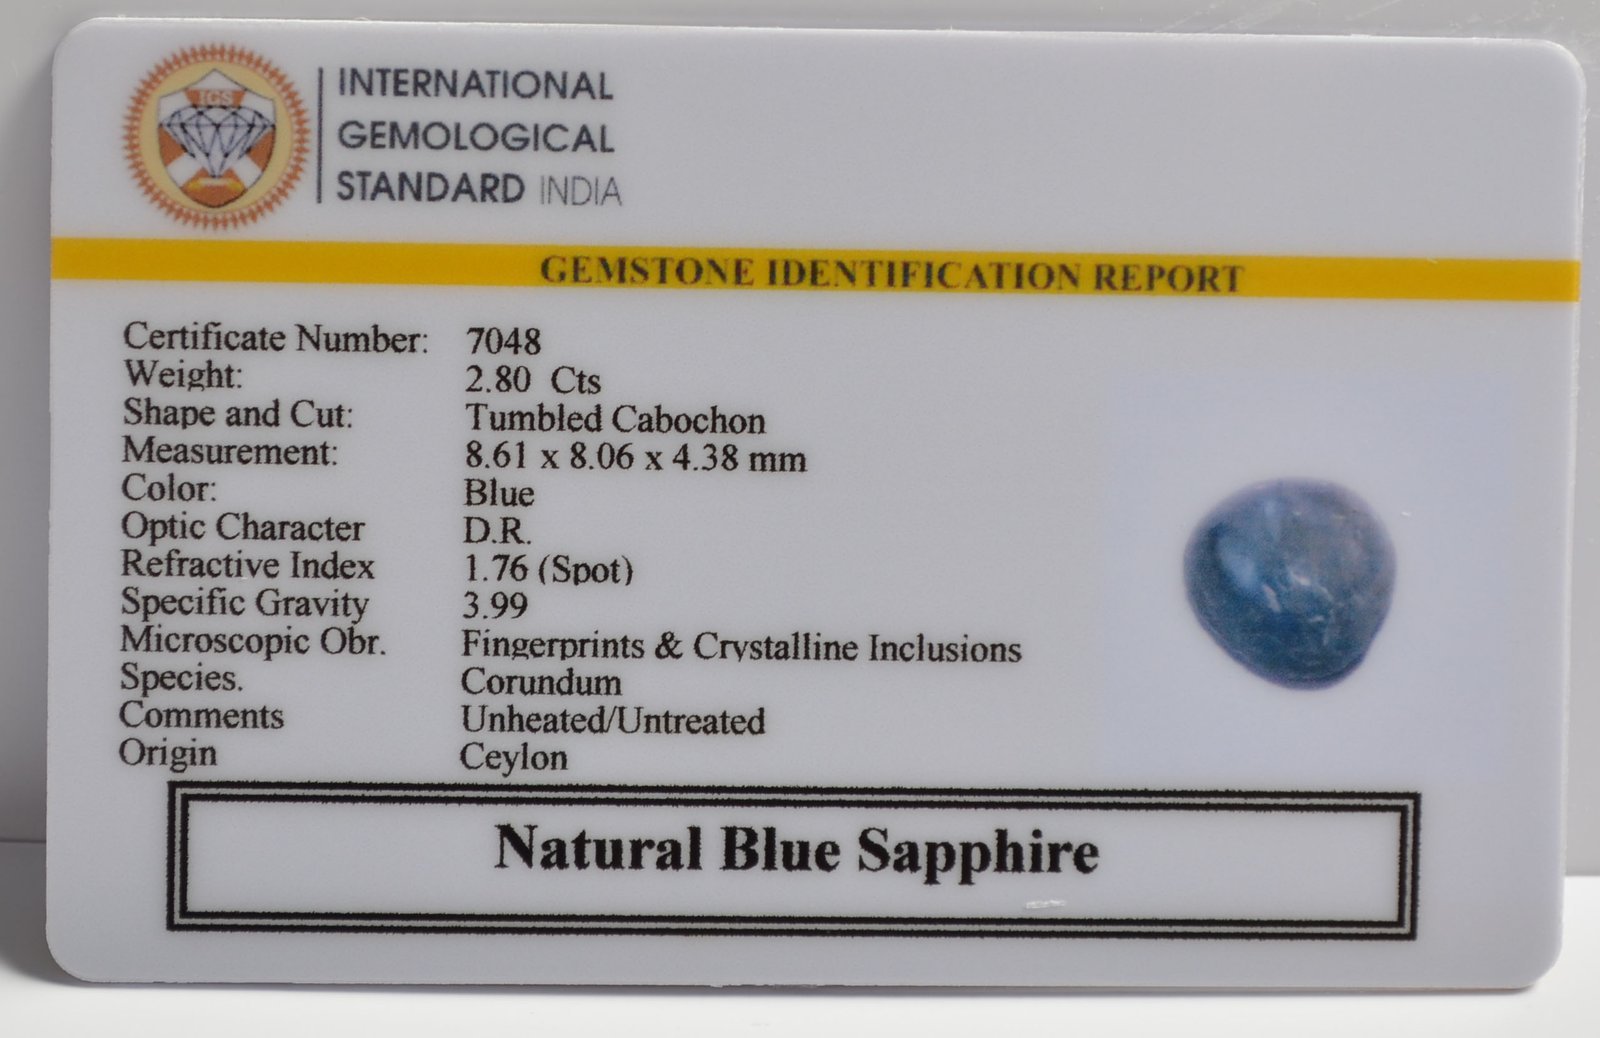 IGS
INTERNATIONAL
GEMOLOGICAL
STANDARD INDIA
GEMSTONE IDENTIFICATION REPORT
Certificate Number: 7048
Weight: 2.80 Cts
Shape and Cut: Tumbled Cabochon
Measurement: 8.61 x 8.06 x 4.38 mm
Color: Blue
Optic Character D.R.
Refractive Index 1.76 (Spot)
Specific Gravity 3.99
Microscopic Obr. Fingerprints & Crystalline Inclusions
Species. Corundum
Comments Unheated/Untreated
Origin Ceylon
Natural Blue Sapphire